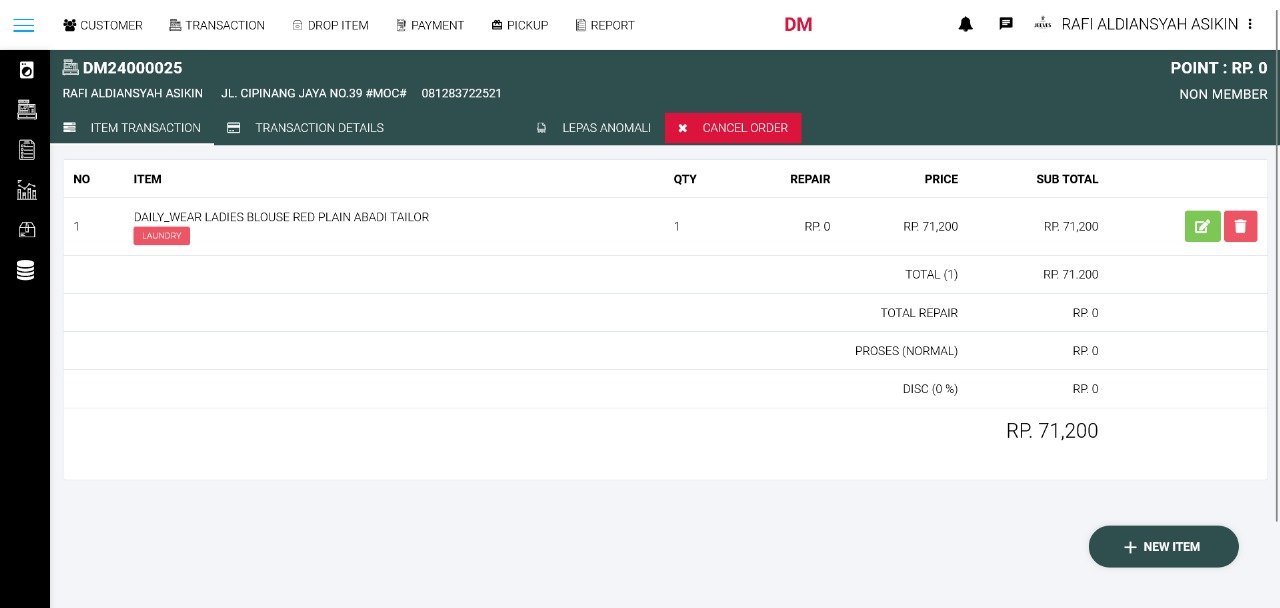 CUSTOMER TRANSACTION DROP ITEM PAYMENT PICKUP REPORT DM JEEVES RAFI ALDIANSYAH ASIKIN
DM24000025 POINT : RP. 0
RAFI ALDIANSYAH ASIKIN JL. CIPINANG JAYA NO.39 #MOC# 081283722521 NON MEMBER
ITEM TRANSACTION TRANSACTION DETAILS LEPAS ANOMALI CANCEL ORDER
NO ITEM QTY REPAIR PRICE SUB TOTAL
1 DAILY_WEAR LADIES BLOUSE RED PLAIN ABADI TAILOR 1 RP. 0 RP. 71,200 RP. 71,200
LAUNDRY
TOTAL (1) RP. 71.200
TOTAL REPAIR RP. 0
PROSES (NORMAL) RP. 0
DISC (0 %) RP. 0
RP. 71,200
+ NEW ITEM